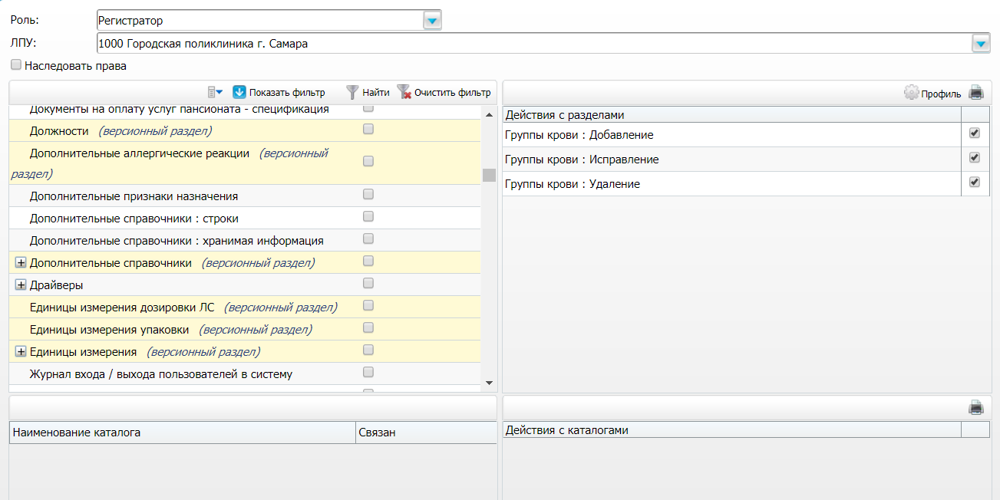 Роль:
Регистратор
ЛПУ:
1000 Городская поликлиника г. Самара
Наследовать права
Показать фильтр
Найти
Очистить фильтр
Документы на оплату услуг пансионата - спецификация
Должности (версионный раздел)
Дополнительные аллергические реакции (версионный
раздел)
Дополнительные признаки назначения
Дополнительные справочники : строки
Дополнительные справочники : хранимая информация
Дополнительные справочники (версионный раздел)
Драйверы
Единицы измерения дозировки ЛС (версионный раздел)
Единицы измерения упаковки (версионный раздел)
Единицы измерения (версионный раздел)
Журнал входа / выхода пользователей в систему
Профиль
Действия с разделами
Группы крови : Добавление
Группы крови : Исправление
Группы крови : Удаление
Наименование каталога
Связан
Действия с каталогами